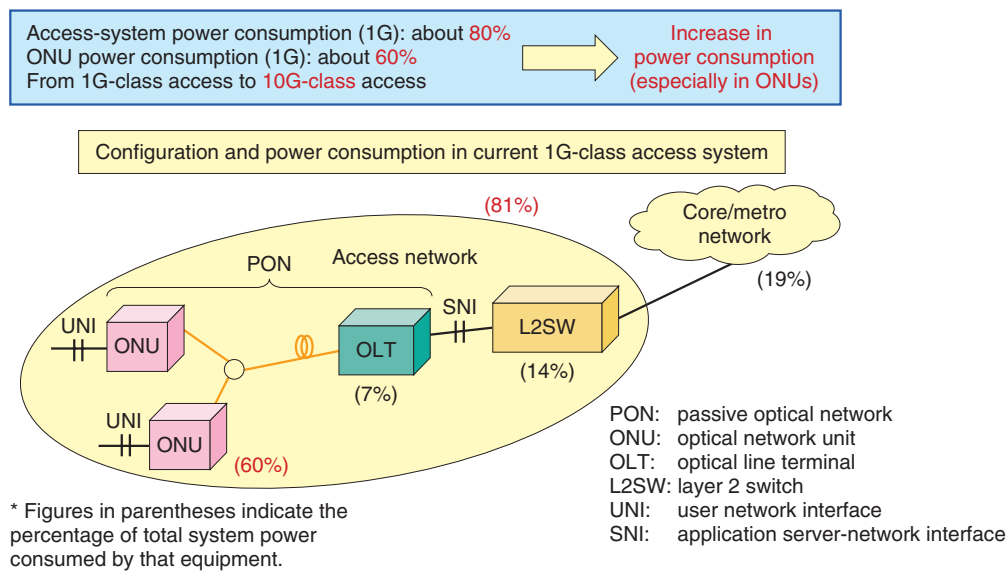 Access-system power consumption (1G): about 80%
ONU power consumption (1G): about 60%
From 1G-class access to 10G-class access
Increase in
power consumption
(especially in ONUs)
Configuration and power consumption in current 1G-class access system
(81%)
Core/metro
network
(19%)
PON
Access network
SNI
UNI
ONU
OLT
(7%)
L2SW
(14%)
UNI
ONU
(60%)
PON: passive optical network
ONU: optical network unit
OLT: optical line terminal
L2SW: layer 2 switch
UNI: user network interface
SNI: application server-network interface
* Figures in parentheses indicate the
percentage of total system power
consumed by that equipment.